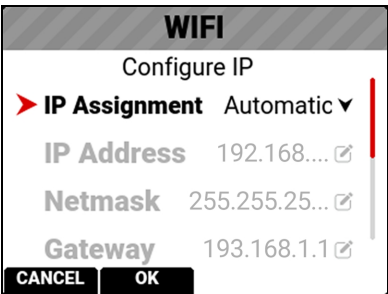 WIFI
Configure IP
IP Assignment Automatic
IP Address 192.168....
Netmask 255.255.25...
Gateway 193.168.1.1
CANCEL OK